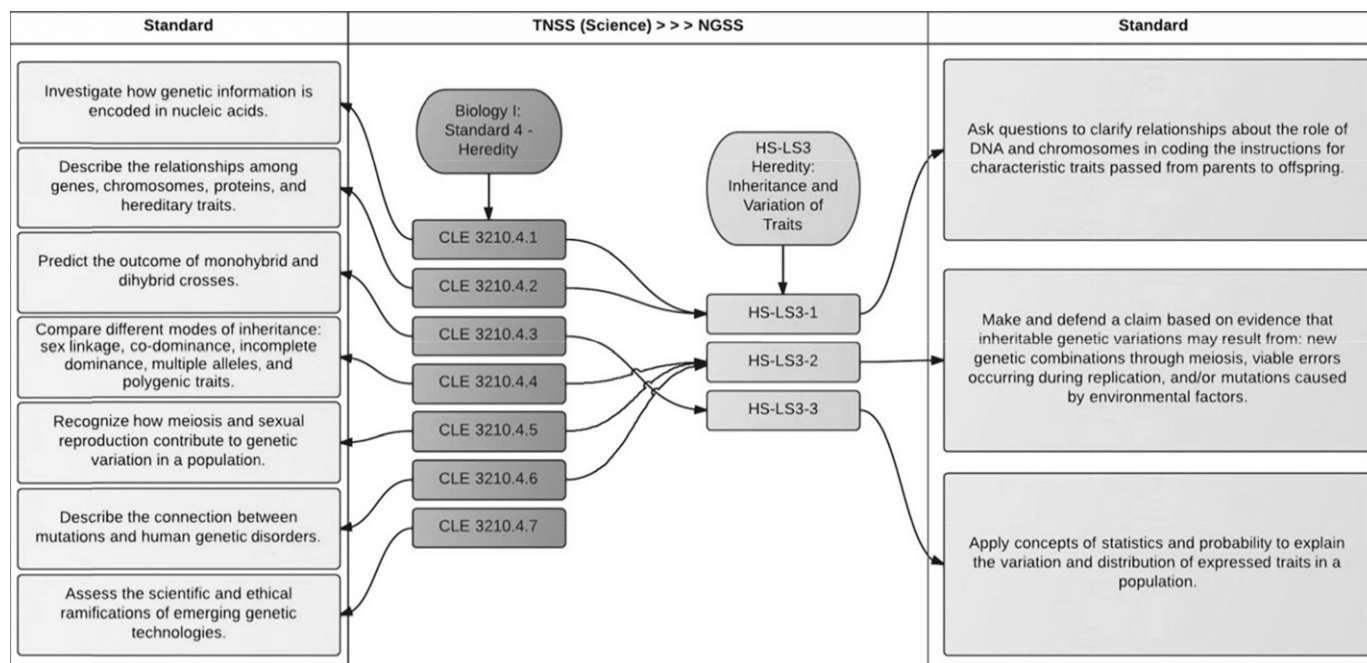 Standard
TNSS (Science) > > > NGSS
Standard
Investigate how genetic information is
encoded in nucleic acids.
Describe the relationships among
genes, chromosomes, proteins, and
hereditary traits.
Predict the outcome of monohybrid and
dihybrid crosses.
Compare different modes of inheritance:
sex linkage, co-dominance, incomplete
dominance, multiple alleles, and
polygenic traits.
Recognize how meiosis and sexual
reproduction contribute to genetic
variation in a population.
Describe the connection between
mutations and human genetic disorders.
Assess the scientific and ethical
ramifications of emerging genetic
technologies.
Biology I:
Standard 4 -
Heredity
CLE 3210.4.1
CLE 3210.4.2
CLE 3210.4.3
CLE 3210.4.4
CLE 3210.4.5
CLE 3210.4.6
CLE 3210.4.7
HS-LS3
Heredity:
Inheritance and
Variation of
Traits
HS-LS3-1
HS-LS3-2
HS-LS3-3
Ask questions to clarify relationships about the role of
DNA and chromosomes in coding the instructions for
characteristic traits passed from parents to offspring.
Make and defend a claim based on evidence that
inheritable genetic variations may result from: new
genetic combinations through meiosis, viable errors
occurring during replication, and/or mutations caused
by environmental factors.
Apply concepts of statistics and probability to explain
the variation and distribution of expressed traits in a
population.